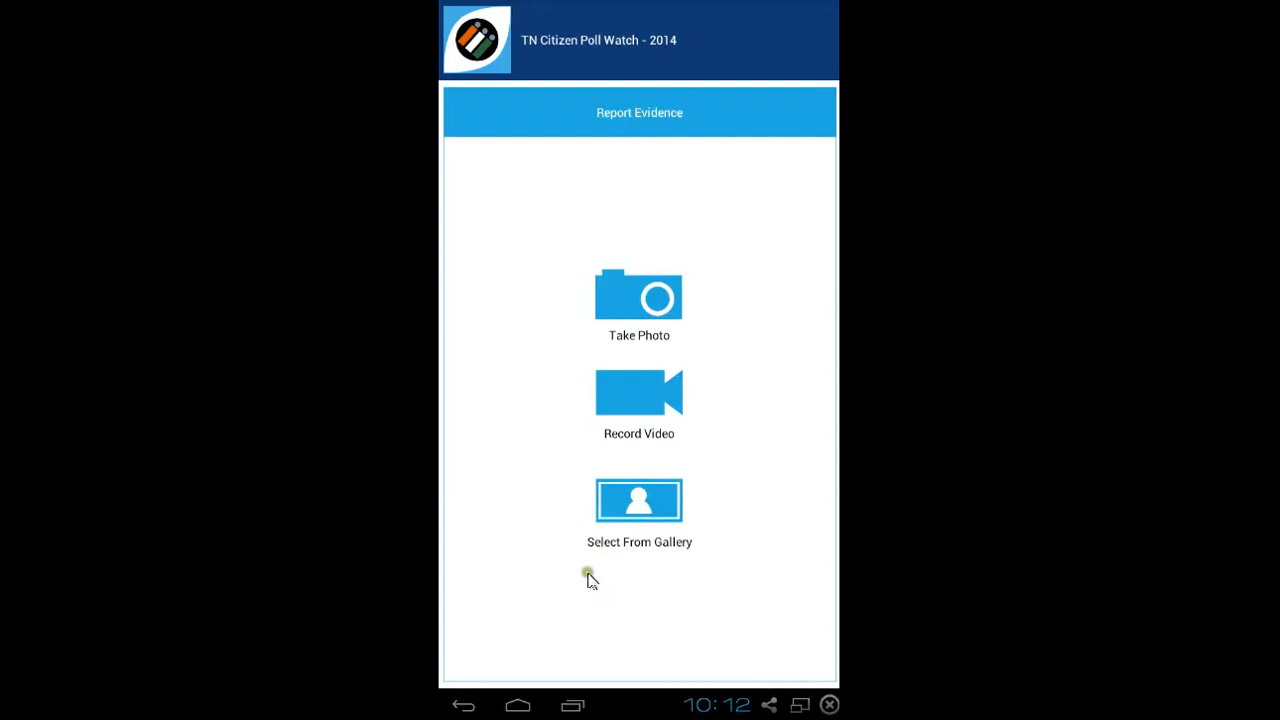 TN Citizen Poll Watch - 2014
Report Evidence
Take Photo
Record Video
Select From Gallery
10:12